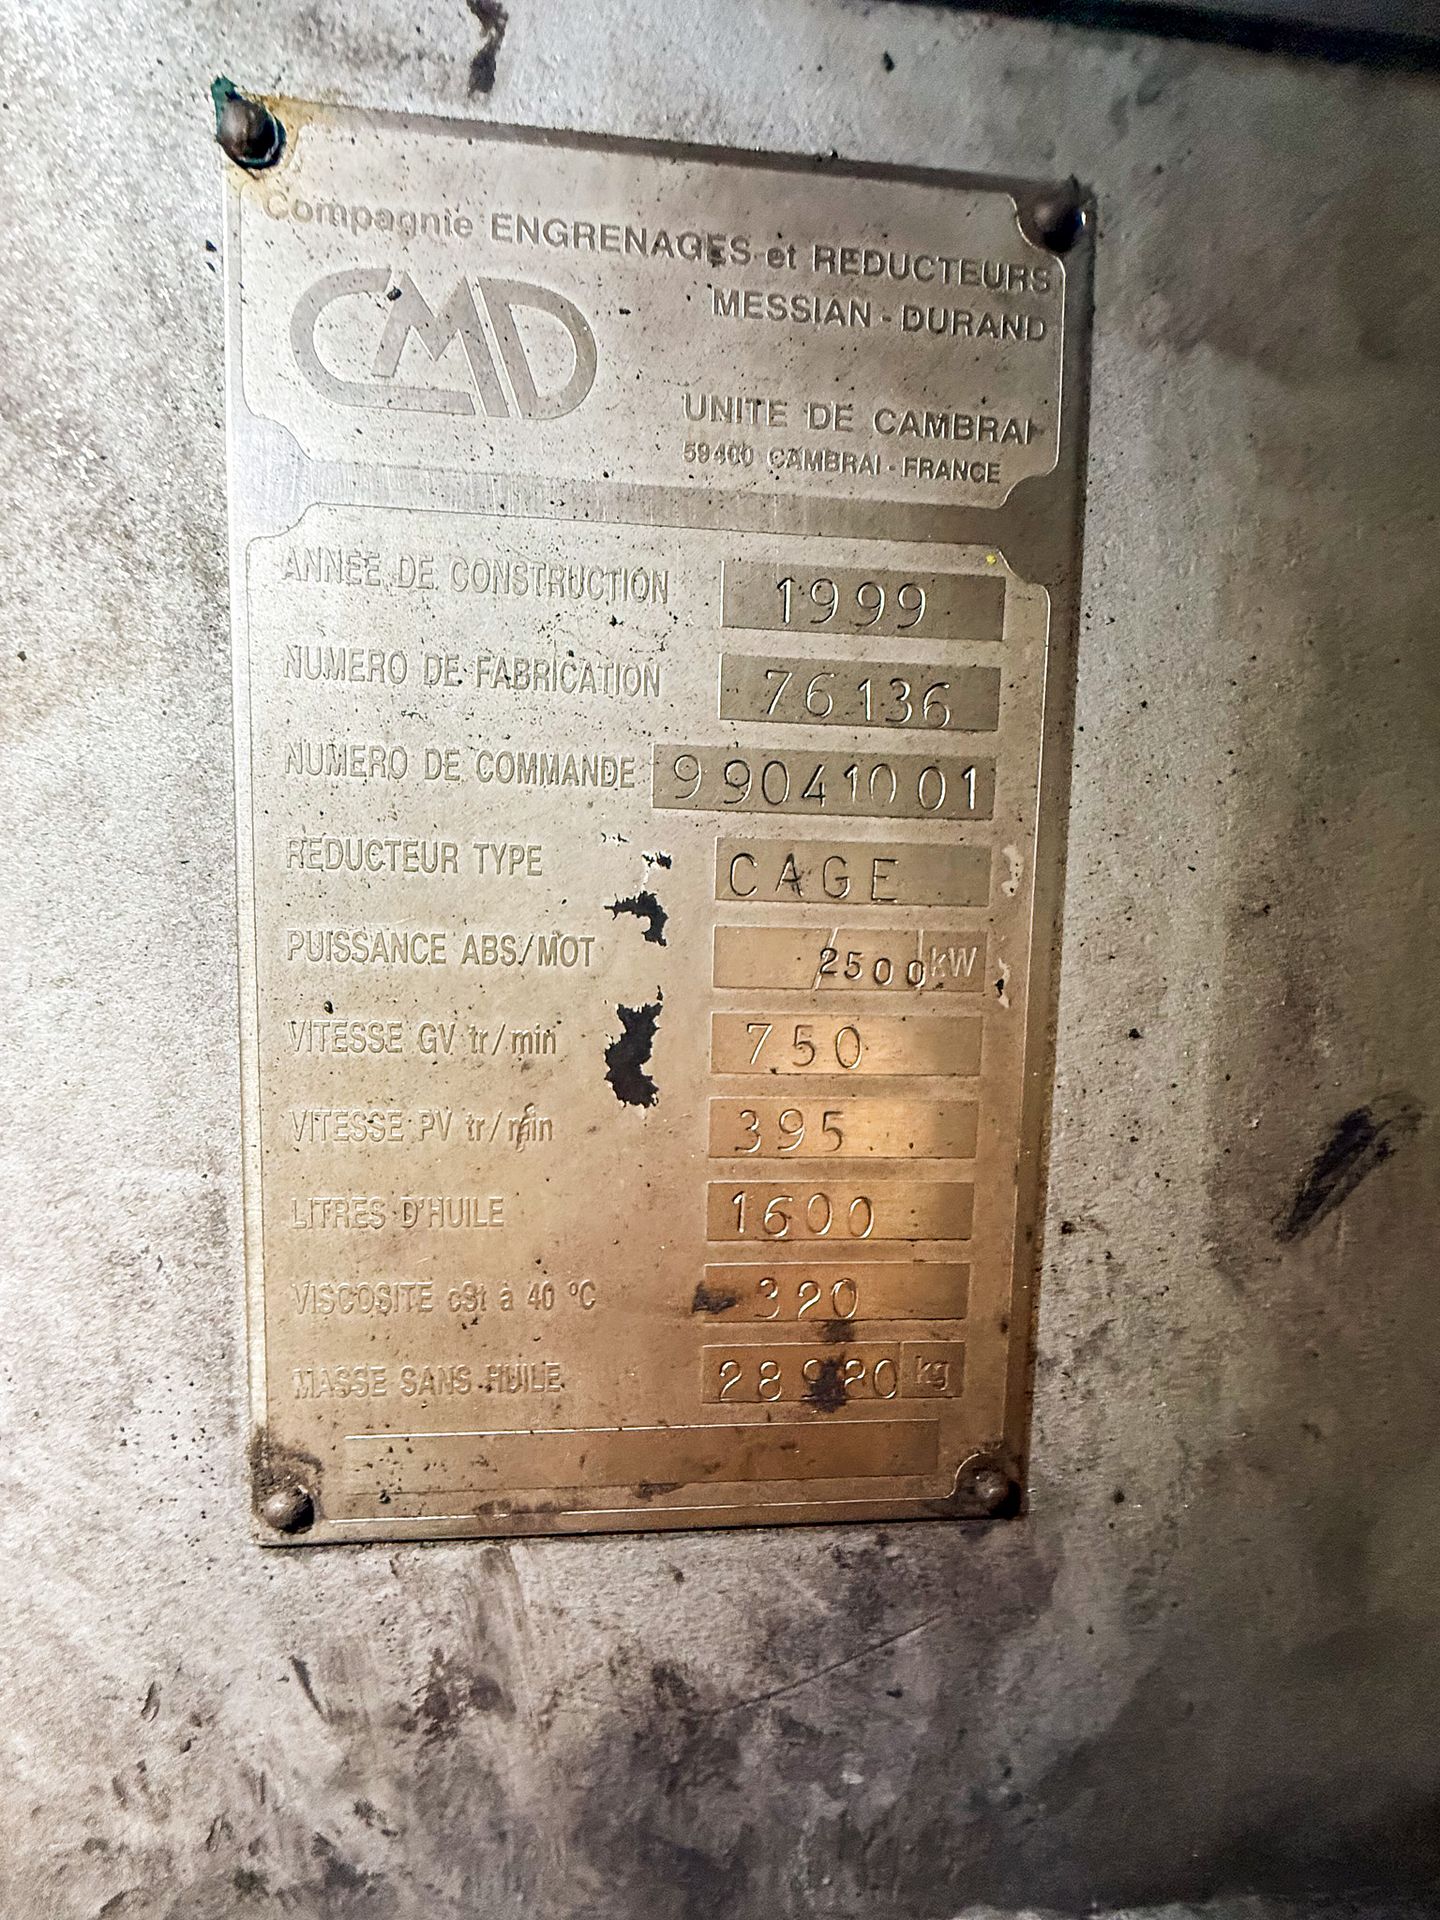 Compagnie ENGRENAGES et REDUCTEURS
MESSIAN - DURAND
CMD
UNITE DE CAMBRAI
59400 CAMBRAI - FRANCE
ANNEE DE CONSTRUCTION 1999
NUMERO DE FABRICATION 76136
NUMERO DE COMMANDE 9904101001
REDUCTEUR TYPE CAGE
PUISSANCE ABS/MOT / 2500 kW
VITESSE GV tr/min 750
VITESSE PV tr/min 395
LITRES D'HUILE 1600
VISCOSITE cSt à 40 °C 320
MASSE SANS HUILE kg